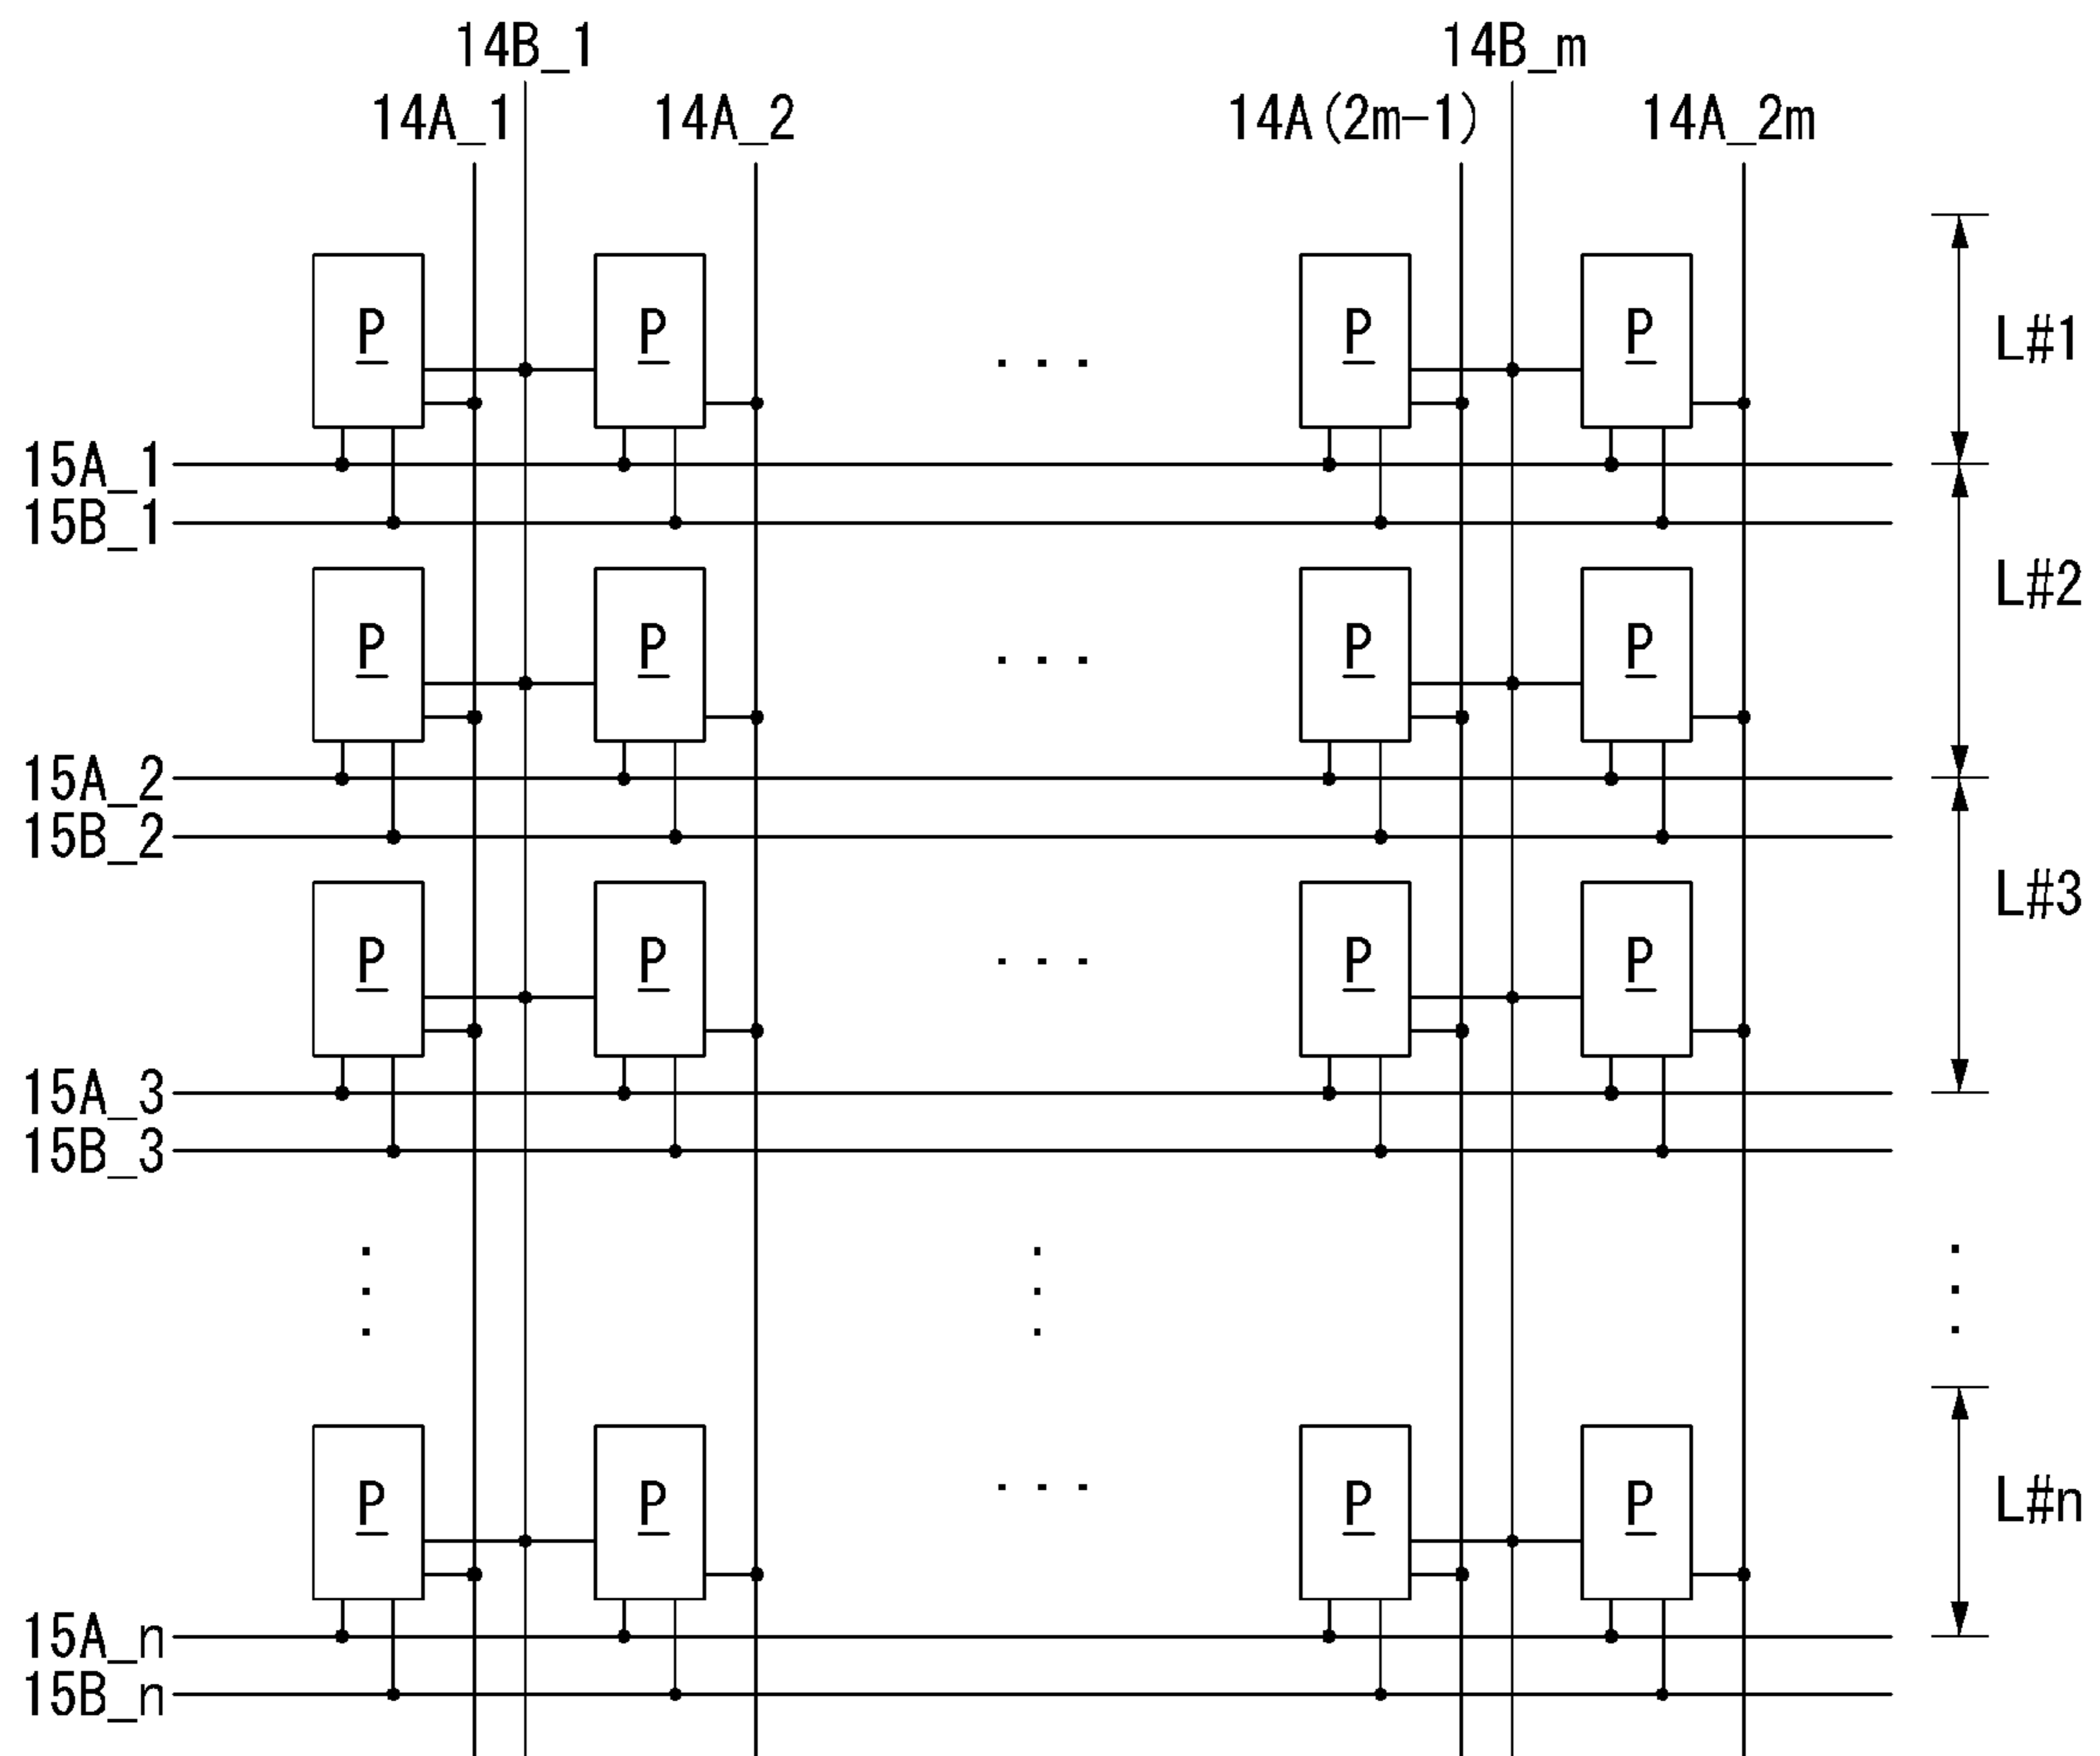 14B_1 14B_m
14A_1 14A_2 14A(2m-1) 14A_2m
P P ... P P L#1
15A_1
15B_1
P P ... P P L#2
15A_2
15B_2
P P ... P P L#3
15A_3
15B_3
P P ... P P L#n
15A_n
15B_n